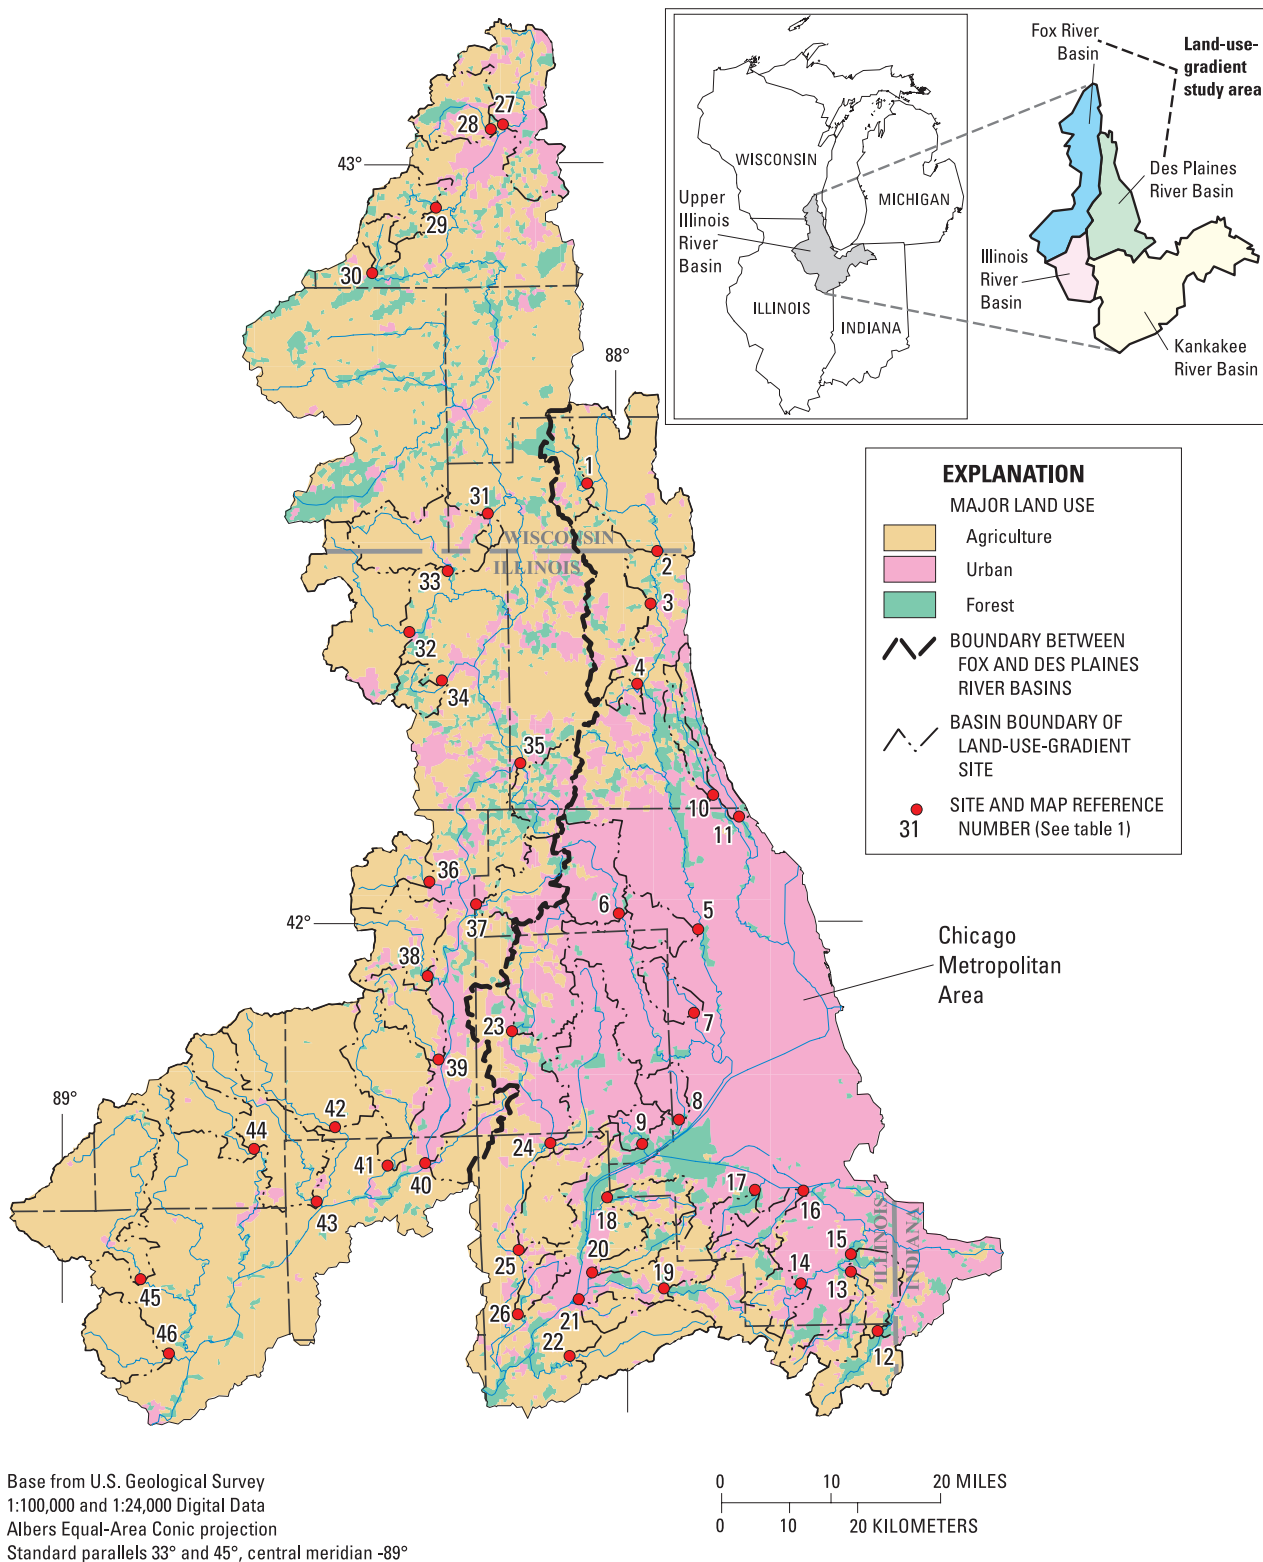 Fox River
Basin
Land-use-
gradient
study area
WISCONSIN
MICHIGAN
Upper
Illinois
River
Basin
ILLINOIS
INDIANA
Des Plaines
River Basin
Illinois
River
Basin
Kankakee
River Basin
EXPLANATION
MAJOR LAND USE
Agriculture
Urban
Forest
BOUNDARY BETWEEN
FOX AND DES PLAINES
RIVER BASINS
BASIN BOUNDARY OF
LAND-USE-GRADIENT
SITE
31 SITE AND MAP REFERENCE
NUMBER (See table 1)
27
28
43°
29
30
88°
1
31
WISCONSIN
ILLINOIS
2
33
3
32
4
34
35
10
11
36
6
5
37
42°
38
Chicago
Metropolitan
Area
7
23
39
89°
8
42
44
9
24
41
40
17
16
43
18
ILLINOIS
INDIANA
15
25
20
19
14
13
45
26
21
46
22
12
Base from U.S. Geological Survey
1:100,000 and 1:24,000 Digital Data
Albers Equal-Area Conic projection
Standard parallels 33° and 45°, central meridian -89°
0 10 20 MILES
0 10 20 KILOMETERS